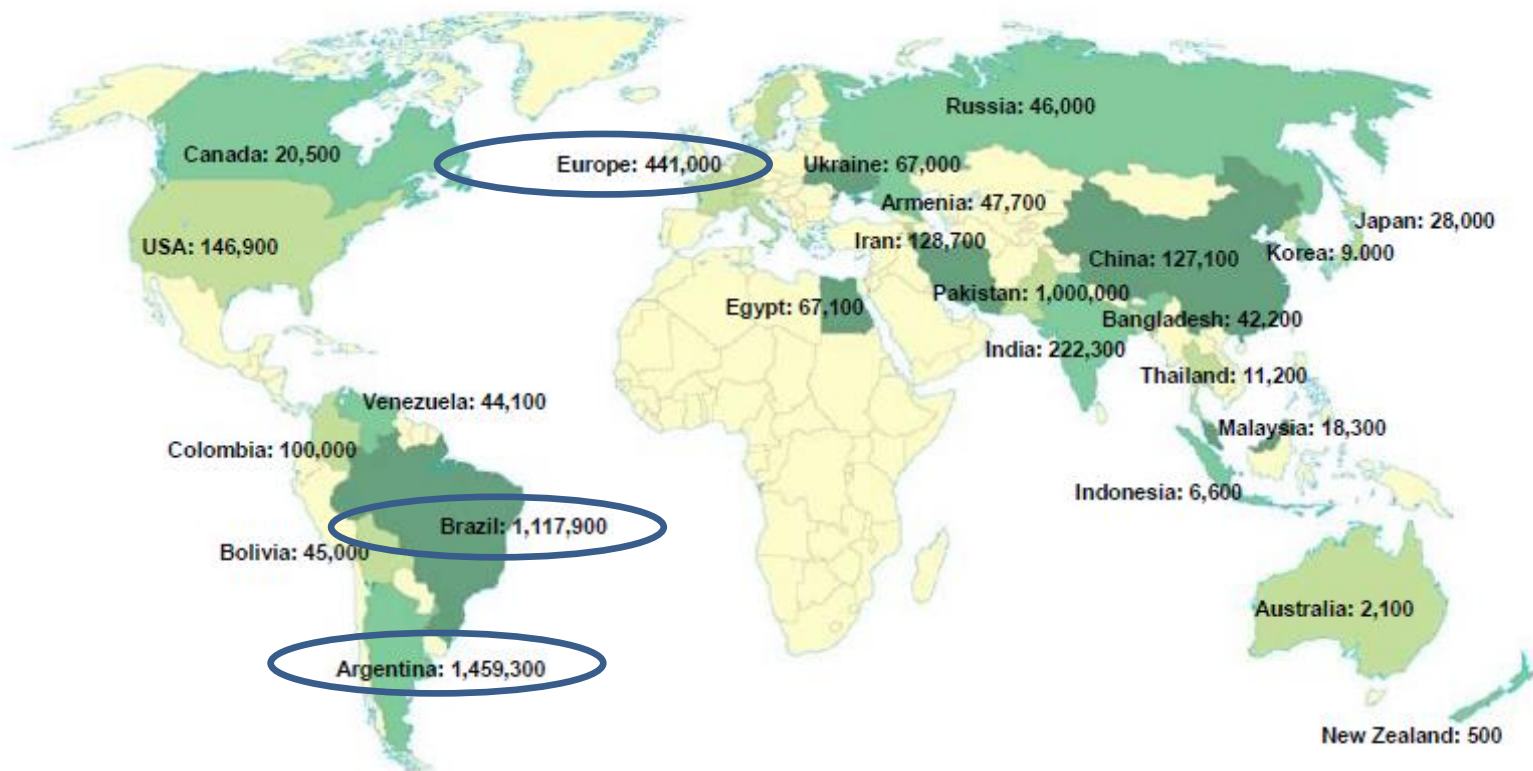 Russia: 46,000
Canada: 20,500
Europe: 441,000
Ukraine: 67,000
Armenia: 47,700
Japan: 28,000
USA: 146,900
Iran: 128,700
China: 127,100
Korea: 9.000
Pakistan: 1,000,000
Egypt: 67,100
Bangladesh: 42,200
India: 222,300
Thailand: 11,200
Venezuela: 44,100
Malaysia: 18,300
Colombia: 100,000
Indonesia: 6,600
Brazil: 1,117,900
Bolivia: 45,000
Australia: 2,100
Argentina: 1,459,300
New Zealand: 500